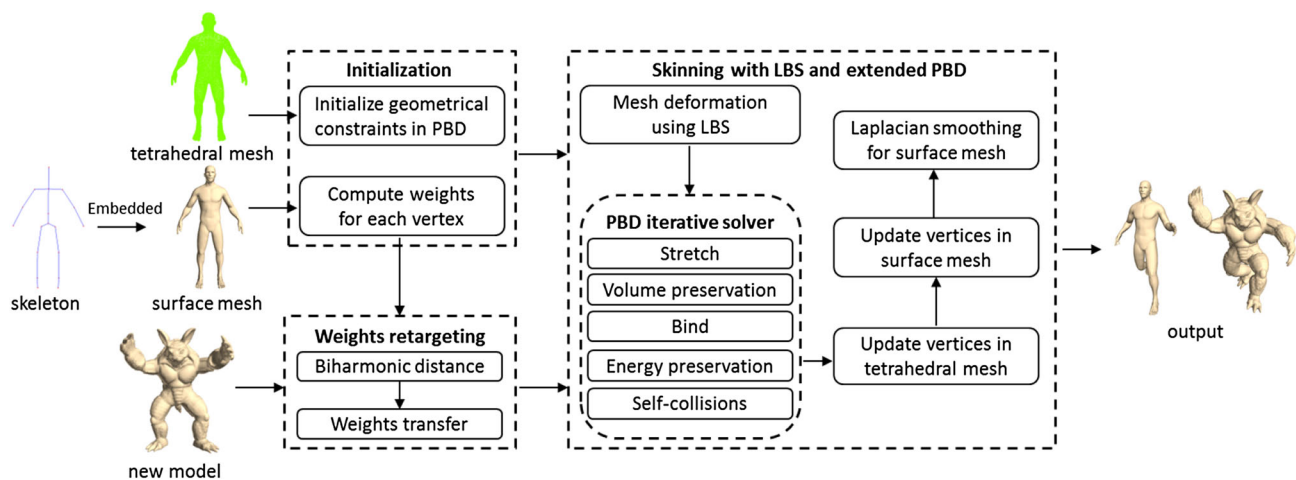 tetrahedral mesh
Embedded
skeleton
surface mesh
new model
Initialization
Initialize geometrical
constraints in PBD
Compute weights
for each vertex
Weights retargeting
Biharmonic distance
Weights transfer
Skinning with LBS and extended PBD
Mesh deformation
using LBS
PBD iterative solver
Stretch
Volume preservation
Bind
Energy preservation
Self-collisions
Laplacian smoothing
for surface mesh
Update vertices in
surface mesh
Update vertices in
tetrahedral mesh
output